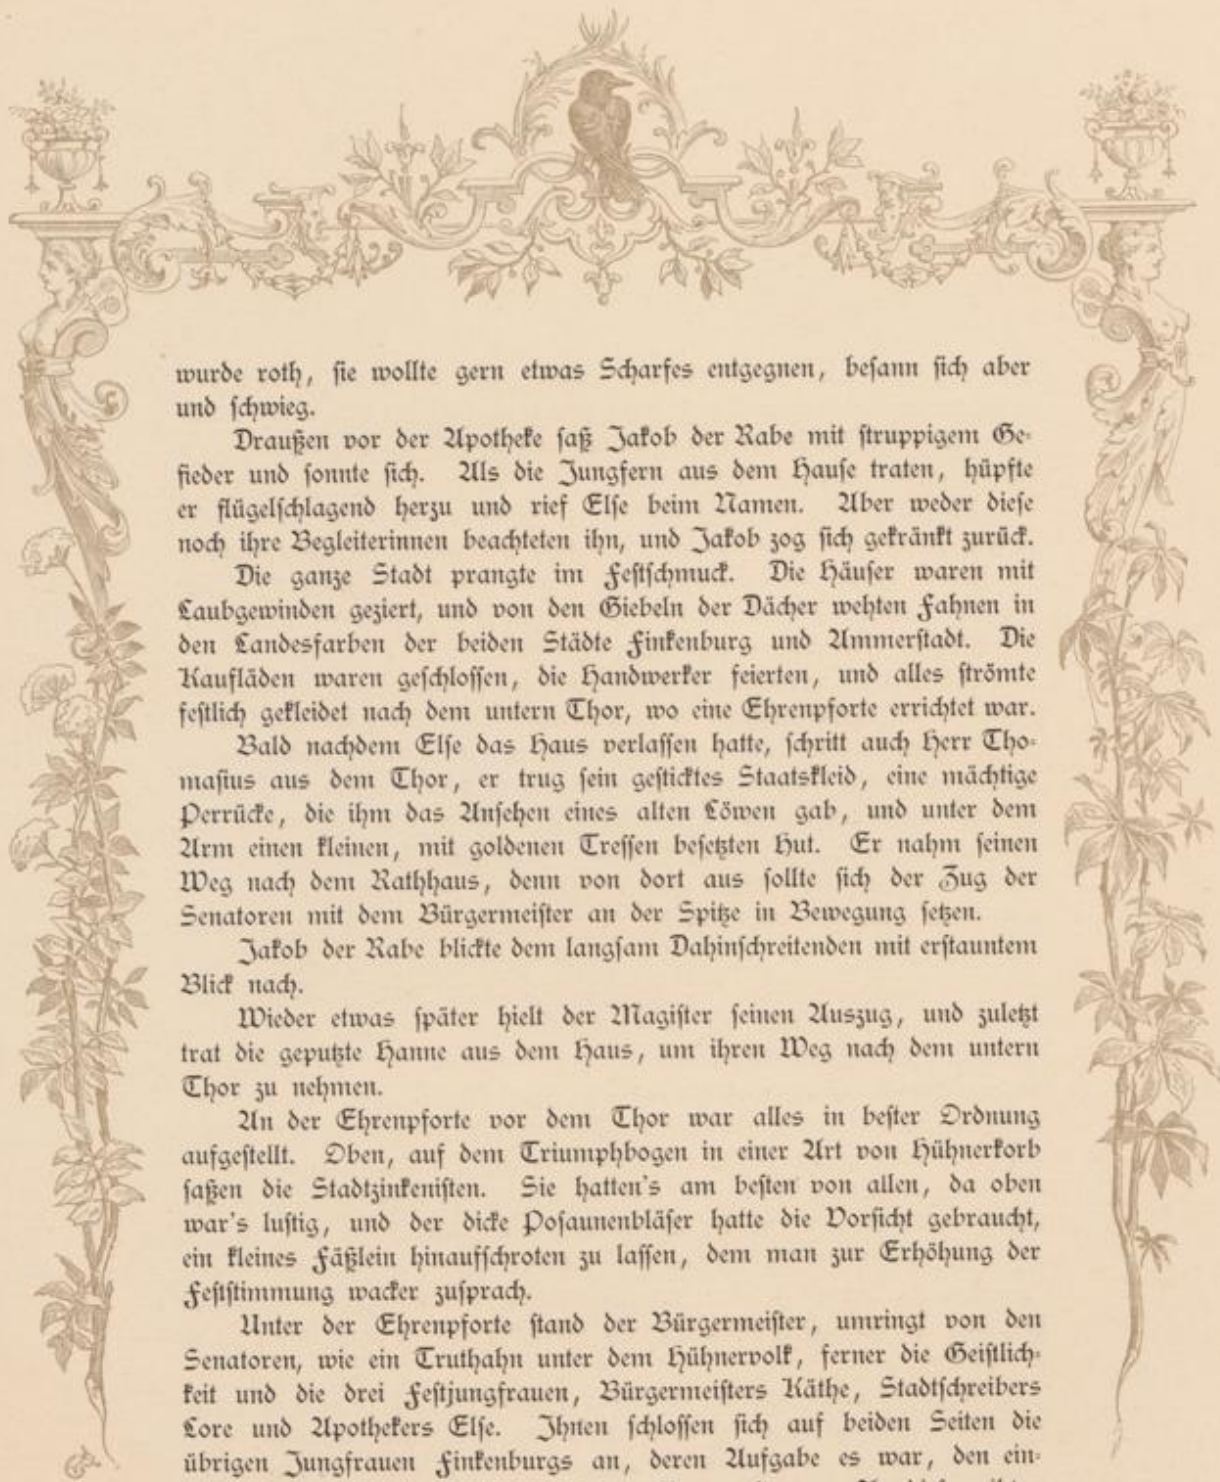 wurde roth, sie wollte gern etwas Scharfes entgegnen, besann sich aber
und schwieg.
Draußen vor der Apotheke saß Jakob der Rabe mit struppigem Ge-
fieder und sonnte sich. Als die Jungfern aus dem Hause traten, hüpfte
er flügelschlagend herzu und rief Else beim Namen. Aber weder diese
noch ihre Begleiterinnen beachteten ihn, und Jakob zog sich gekränkt zurück.
Die ganze Stadt prangte im Festschmuck. Die Häuser waren mit
Laubgewinden geziert, und von den Giebeln der Dächer wehten Fahnen in
den Landesfarben der beiden Städte Finkenburg und Ammerstadt. Die
Kaufläden waren geschlossen, die Handwerker feierten, und alles strömte
festlich gekleidet nach dem untern Thor, wo eine Ehrenpforte errichtet war.
Bald nachdem Else das Haus verlassen hatte, schritt auch Herr Tho-
masius aus dem Thor, er trug sein gesticktes Staatskleid, eine mächtige
Perrücke, die ihm das Ansehen eines alten Löwen gab, und unter dem
Arm einen kleinen, mit goldenen Tressen besetzten Hut. Er nahm seinen
Weg nach dem Rathhaus, denn von dort aus sollte sich der Zug der
Senatoren mit dem Bürgermeister an der Spitze in Bewegung setzen.
Jakob der Rabe blickte dem langsam Dahinschreitenden mit erstauntem
Blick nach.
Wieder etwas später hielt der Magister seinen Auszug, und zuletzt
trat die geputzte Hanne aus dem Haus, um ihren Weg nach dem untern
Thor zu nehmen.
An der Ehrenpforte vor dem Thor war alles in bester Ordnung
aufgestellt. Oben, auf dem Triumphbogen in einer Art von Hühnerkorb
saßen die Stadtzinkenisten. Sie hatten's am besten von allen, da oben
war's lustig, und der dicke Posaunenbläser hatte die Vorsicht gebraucht,
ein kleines Fäßlein hinaufschroten zu lassen, dem man zur Erhöhung der
Feststimmung wacker zusprach.
Unter der Ehrenpforte stand der Bürgermeister, umringt von den
Senatoren, wie ein Truthahn unter dem Hühnervolk, ferner die Geistlich-
keit und die drei Festjungfrauen, Bürgermeisters Käthe, Stadtschreibers
Lore und Apothekers Else. Ihnen schlossen sich auf beiden Seiten die
übrigen Jungfrauen Finkenburgs an, deren Aufgabe es war, den ein-